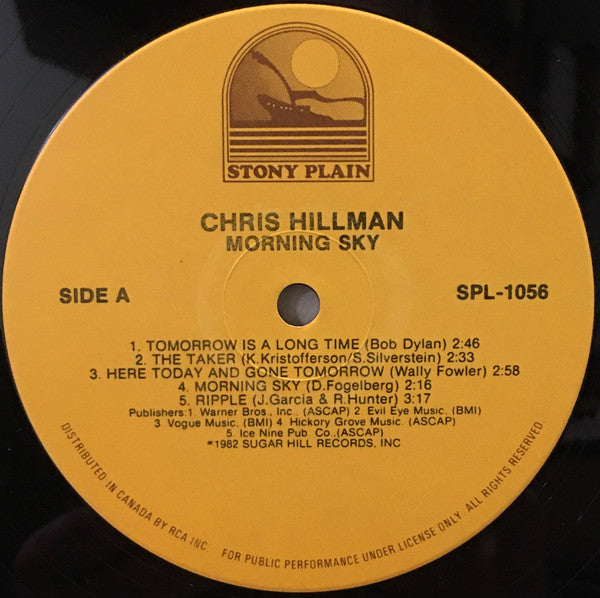 STONY PLAIN
CHRIS HILLMAN
MORNING SKY
SIDE A
SPL-1056
1. TOMORROW IS A LONG TIME (Bob Dylan) 2:46
2. THE TAKER (K.Kristofferson/S.Silverstein) 2:33
3. HERE TODAY AND GONE TOMORROW (Wally Fowler) 2:58
4. MORNING SKY (D.Fogelberg) 2:16
5. RIPPLE (J.Garcia & R.Hunter) 3:17
Publishers:1. Warner Bros., Inc., (ASCAP) 2. Evil Eye Music. (BMI)
3. Vogue Music. (BMI) 4. Hickory Grove Music. (ASCAP)
5. Ice Nine Pub. Co.,(ASCAP)
*1982 SUGAR HILL RECORDS, INC
DISTRIBUTED IN CANADA BY RCA INC. FOR PUBLIC PERFORMANCE UNDER LICENSE ONLY. ALL RIGHTS RESERVED